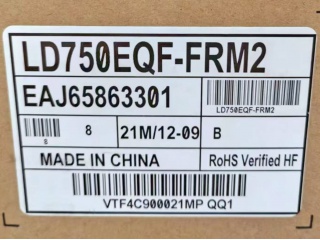 LD750EQF-FRM2
EAJ65863301
LD750EQF-FRM2
8 8 21M/12-09 B
MADE IN CHINA RoHS Verified HF
VTF4C900021MP QQ1